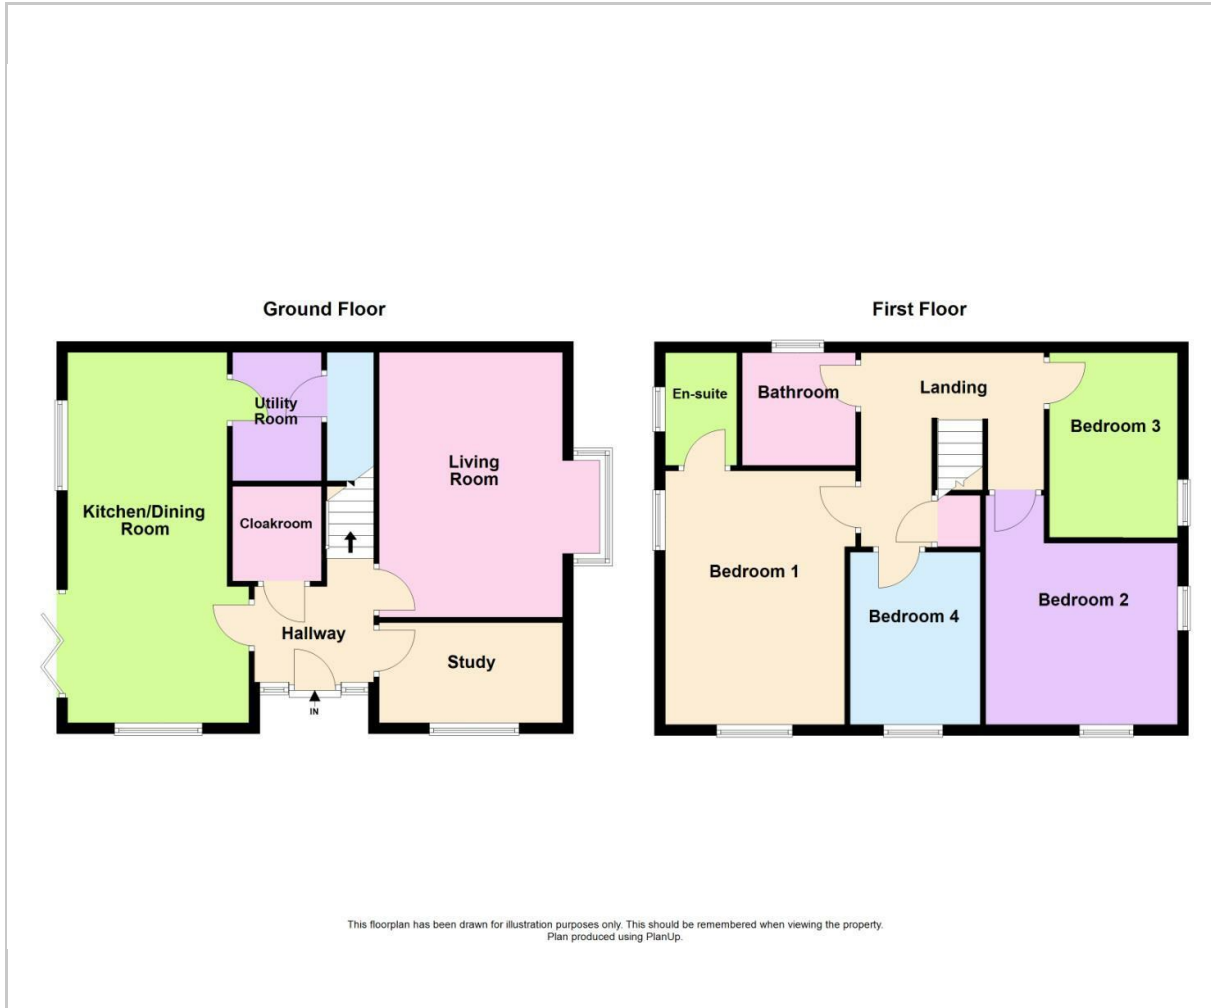 Ground Floor
Utility
Room
Living
Room
Kitchen/Dining
Room
Cloakroom
Hallway
Study
IN
First Floor
En-suite
Bathroom
Landing
Bedroom 3
Bedroom 1
Bedroom 4
Bedroom 2
This floorplan has been drawn for illustration purposes only. This should be remembered when viewing the property.
Plan produced using PlanUp.